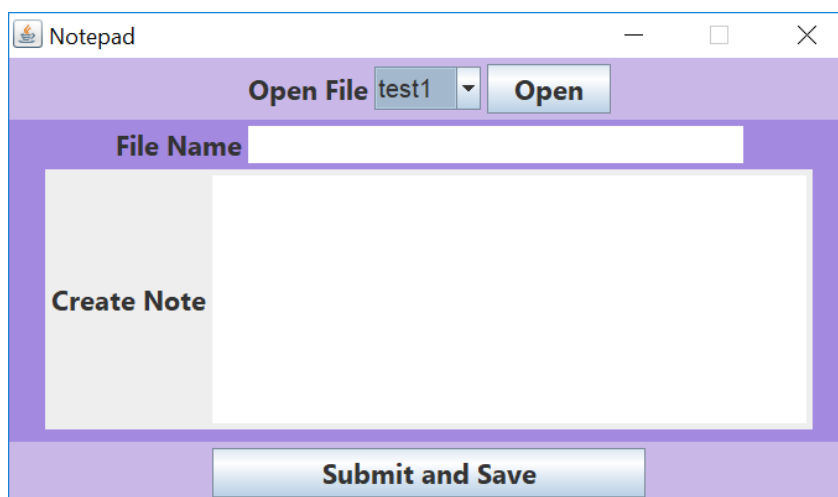 Notepad
Open File test1 Open
File Name
Create Note
Submit and Save